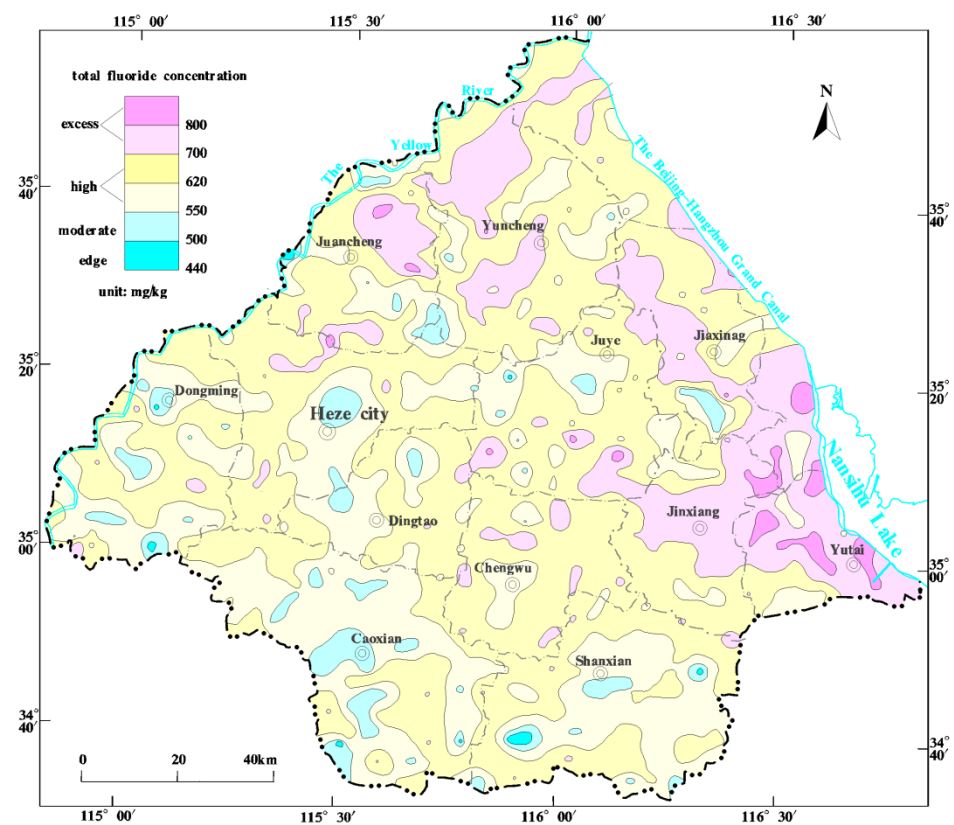 115° 00′
115° 30′
116° 00′
116° 30′
total fluoride concentration
excess
high
moderate
edge
800
700
620
550
500
440
unit: mg/kg
N
The Yellow River
The Beijing-Hangzhou Grand Canal
Nansihu Lake
35°
40′
35°
40′
35°
20′
35°
20′
35°
00′
35°
00′
34°
40′
34°
40′
Juancheng
Yuncheng
Juye
Jiaxinag
Dongming
Heze city
Dingtao
Jinxiang
Yutai
Chengwu
Caoxian
Shanxian
0 20 40km
115° 00′
115° 30′
116° 00′
116° 30′